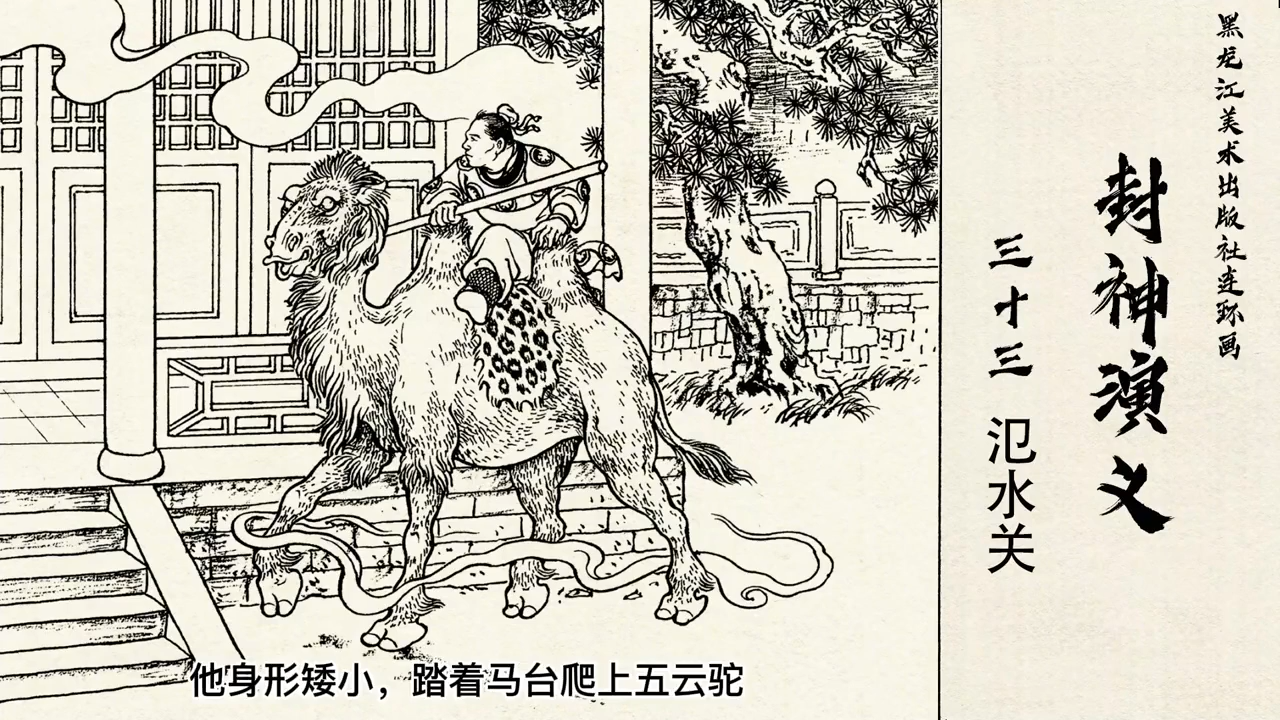 黑龙江美术出版社连环画
封神演义
三十三 氾水关
他身形矮小，踏着马台爬上五云驼